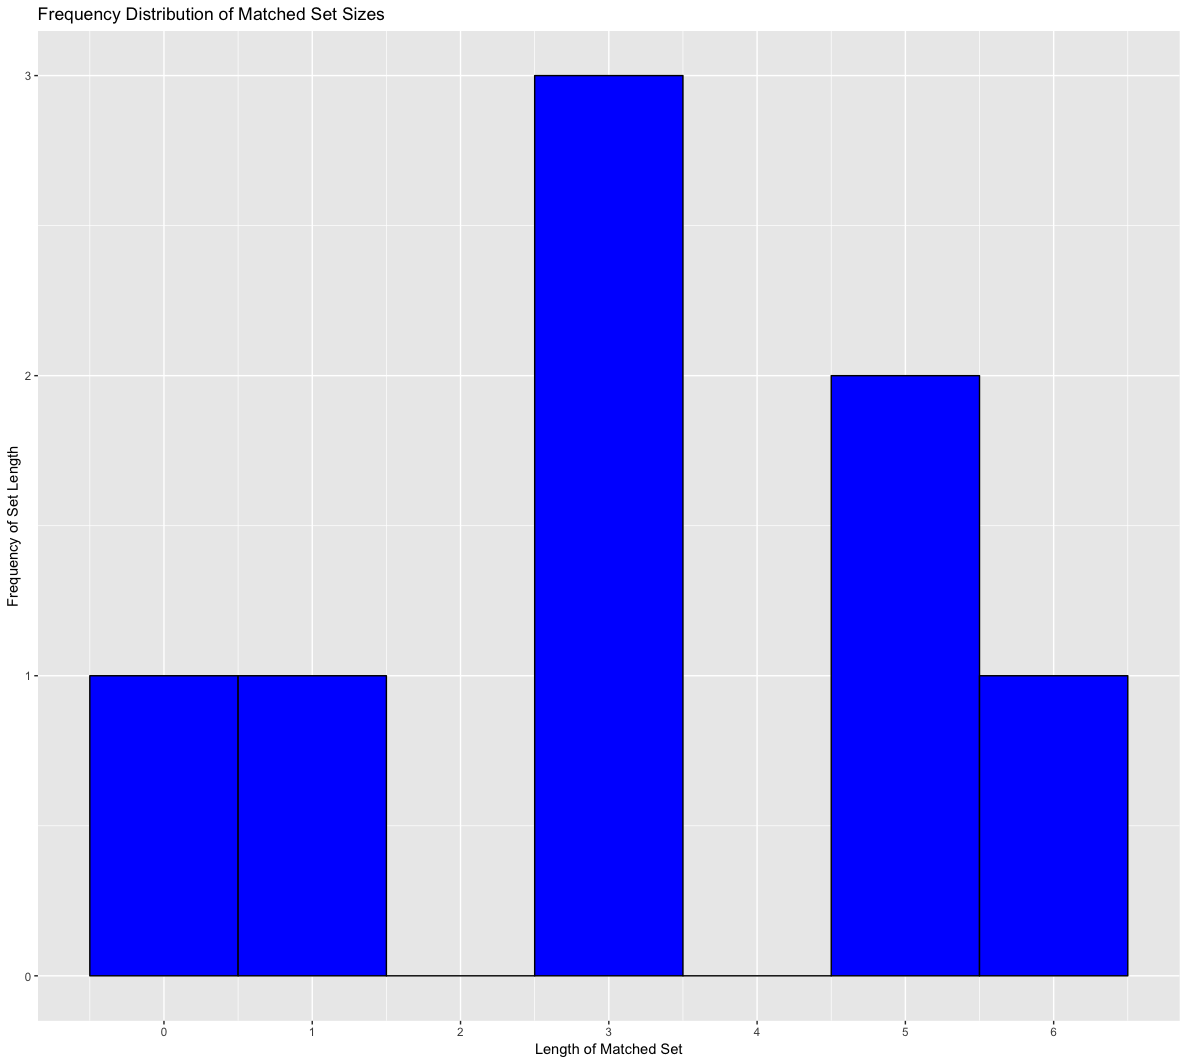 Frequency Distribution of Matched Set Sizes
Frequency of Set Length
3
2
1
0
0 1 2 3 4 5 6
Length of Matched Set